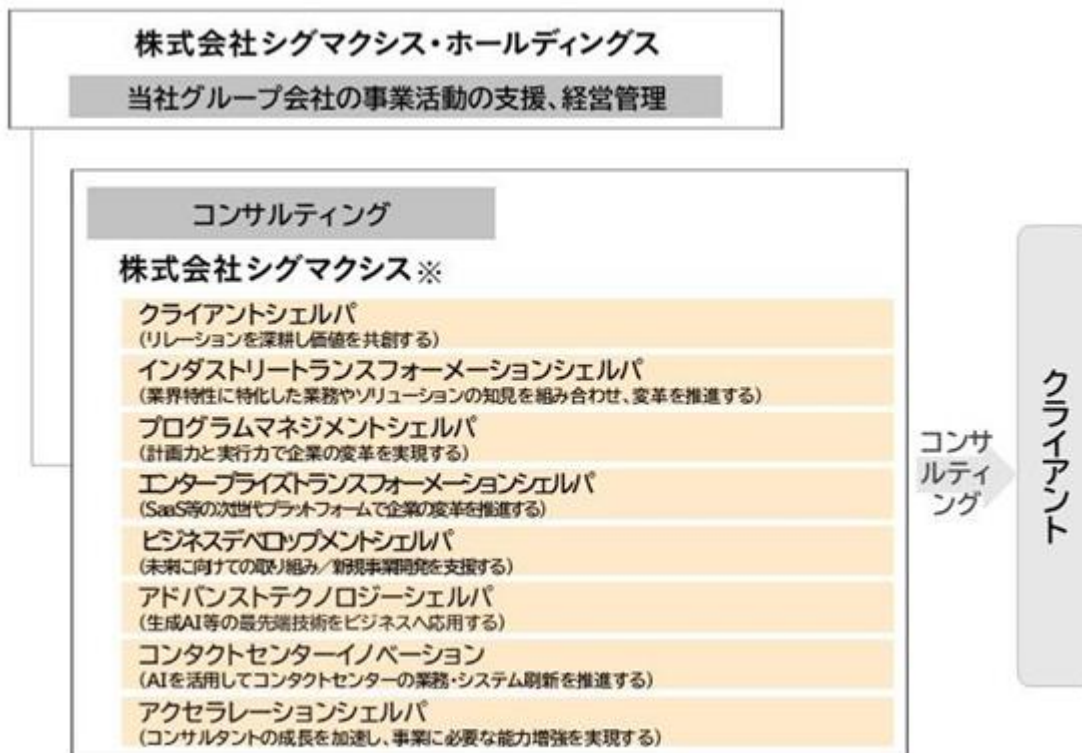 株式会社シグマクシス・ホールディングス
当社グループ会社の事業活動の支援、経営管理
コンサルティング
株式会社シグマクシス※
クライアントシェルパ
(リレーションを深耕し価値を共創する)
インダストリートランスフォーメーションシェルパ
(業界特性に特化した業務やソリューションの知見を組み合わせ、変革を推進する)
プログラムマネジメントシェルパ
(計画力と実行力で企業の変革を実現する)
エンタープライズトランスフォーメーションシェルパ
(SaaS等の次世代プラットフォームで企業の変革を推進する)
ビジネスデベロップメントシェルパ
(未来に向けての取り組み/新規事業開発を支援する)
アドバンストテクノロジーシェルパ
(生成AI等の最先端技術をビジネスへ応用する)
コンタクトセンターイノベーション
(AIを活用してコンタクトセンターの業務・システム刷新を推進する)
アクセラレーションシェルパ
(コンサルタントの成長を加速し、事業に必要な能力増強を実現する)
コンサ
ルティ
ング
クライアント